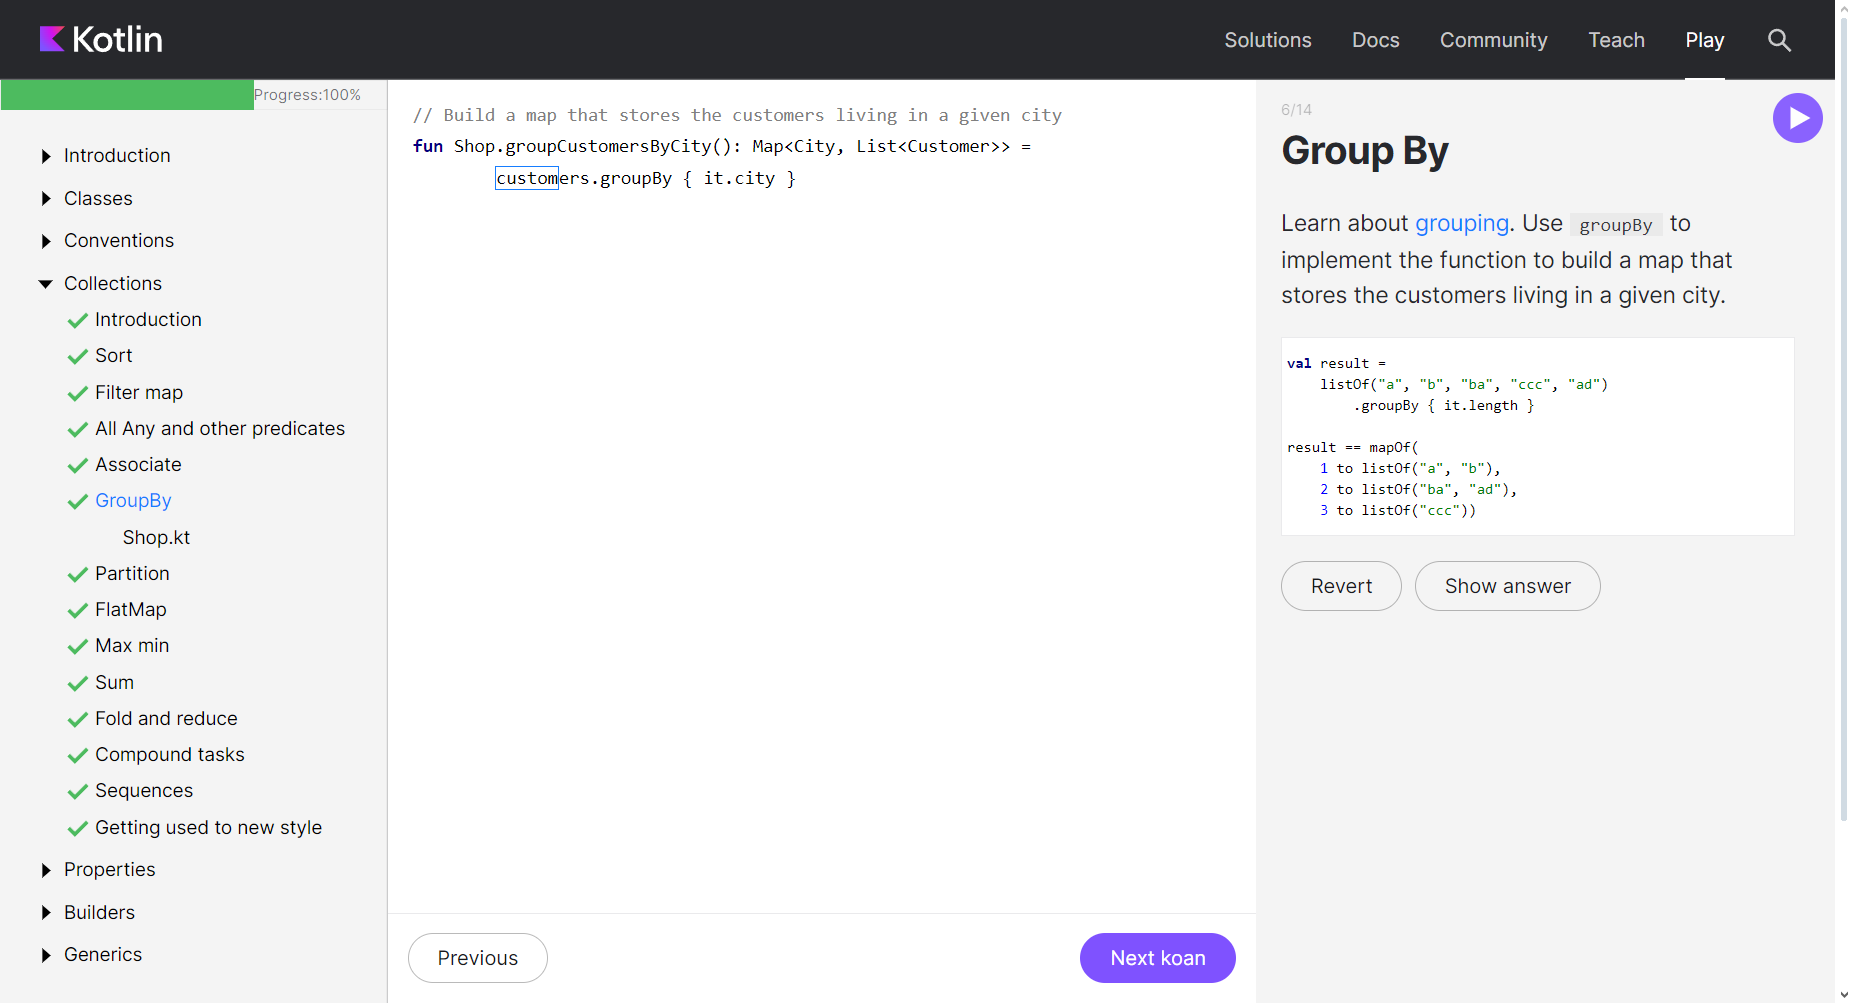 Kotlin
Solutions Docs Community Teach Play
Progress:100%
Introduction
Classes
Conventions
Collections
Introduction
Sort
Filter map
All Any and other predicates
Associate
GroupBy
Shop.kt
Partition
FlatMap
Max min
Sum
Fold and reduce
Compound tasks
Sequences
Getting used to new style
Properties
Builders
Generics
// Build a map that stores the customers living in a given city
fun Shop.groupCustomersByCity(): Map<City, List<Customer>> =
        customers.groupBy { it.city }
Previous
Next koan
6/14
Group By
Learn about grouping. Use groupBy to
implement the function to build a map that
stores the customers living in a given city.
val result =
    listOf("a", "b", "ba", "ccc", "ad")
        .groupBy { it.length }
result == mapOf(
    1 to listOf("a", "b"),
    2 to listOf("ba", "ad"),
    3 to listOf("ccc"))
Revert
Show answer